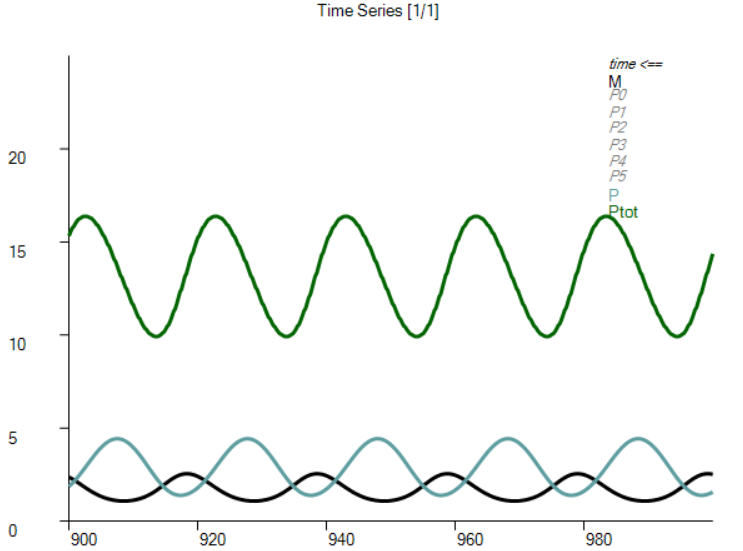 Time Series [1/1]
time <==
M
P0
P1
P2
P3
P4
P5
P
Ptot
20
15
10
5
0
900 920 940 960 980